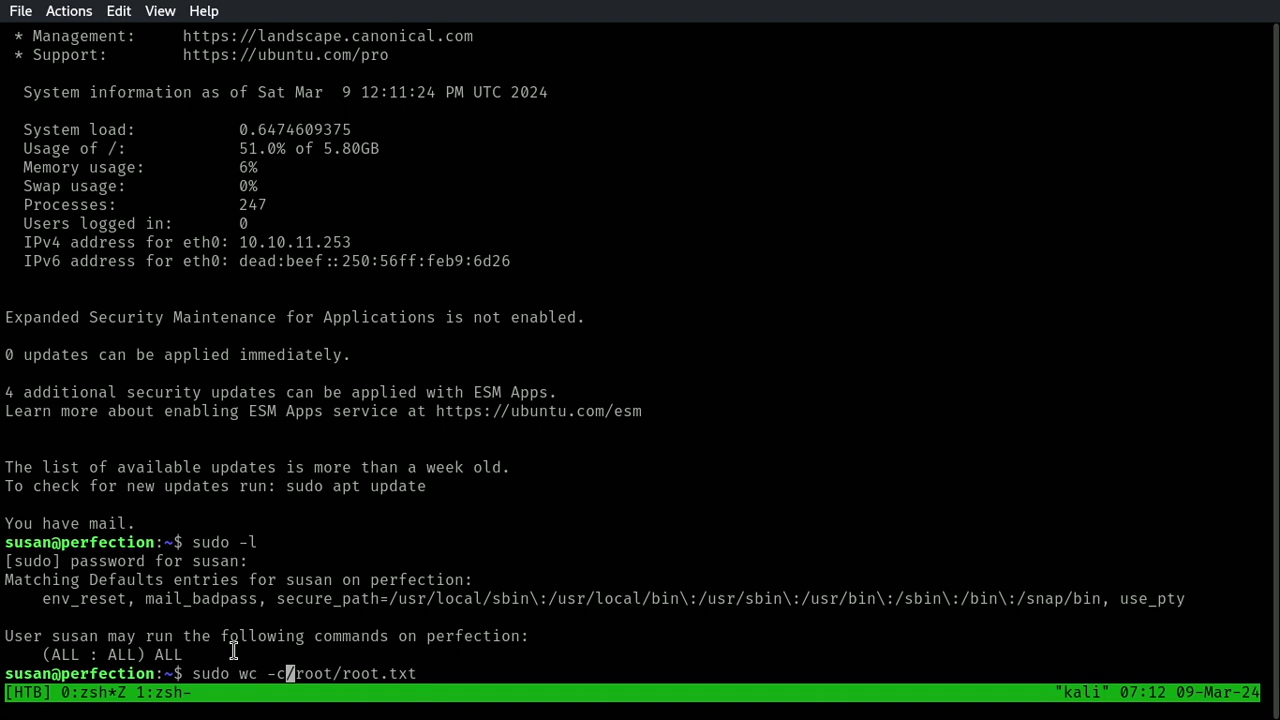 File Actions Edit View Help
* Management: https://landscape.canonical.com
* Support: https://ubuntu.com/pro
System information as of Sat Mar 9 12:11:24 PM UTC 2024
System load: 0.6474609375
Usage of /: 51.0% of 5.80GB
Memory usage: 6%
Swap usage: 0%
Processes: 247
Users logged in: 0
IPv4 address for eth0: 10.10.11.253
IPv6 address for eth0: dead:beef::250:56ff:feb9:6d26
Expanded Security Maintenance for Applications is not enabled.
0 updates can be applied immediately.
4 additional security updates can be applied with ESM Apps.
Learn more about enabling ESM Apps service at https://ubuntu.com/esm
The list of available updates is more than a week old.
To check for new updates run: sudo apt update
You have mail.
susan@perfection:~$ sudo -l
[sudo] password for susan:
Matching Defaults entries for susan on perfection:
env_reset, mail_badpass, secure_path=/usr/local/sbin\:/usr/local/bin\:/usr/sbin\:/usr/bin\:/sbin\:/bin\:/snap/bin, use_pty
User susan may run the following commands on perfection:
(ALL : ALL) ALL
susan@perfection:~$ sudo wc -c/root/root.txt
[HTB] 0:zsh*Z 1:zsh- "kali" 07:12 09-Mar-24